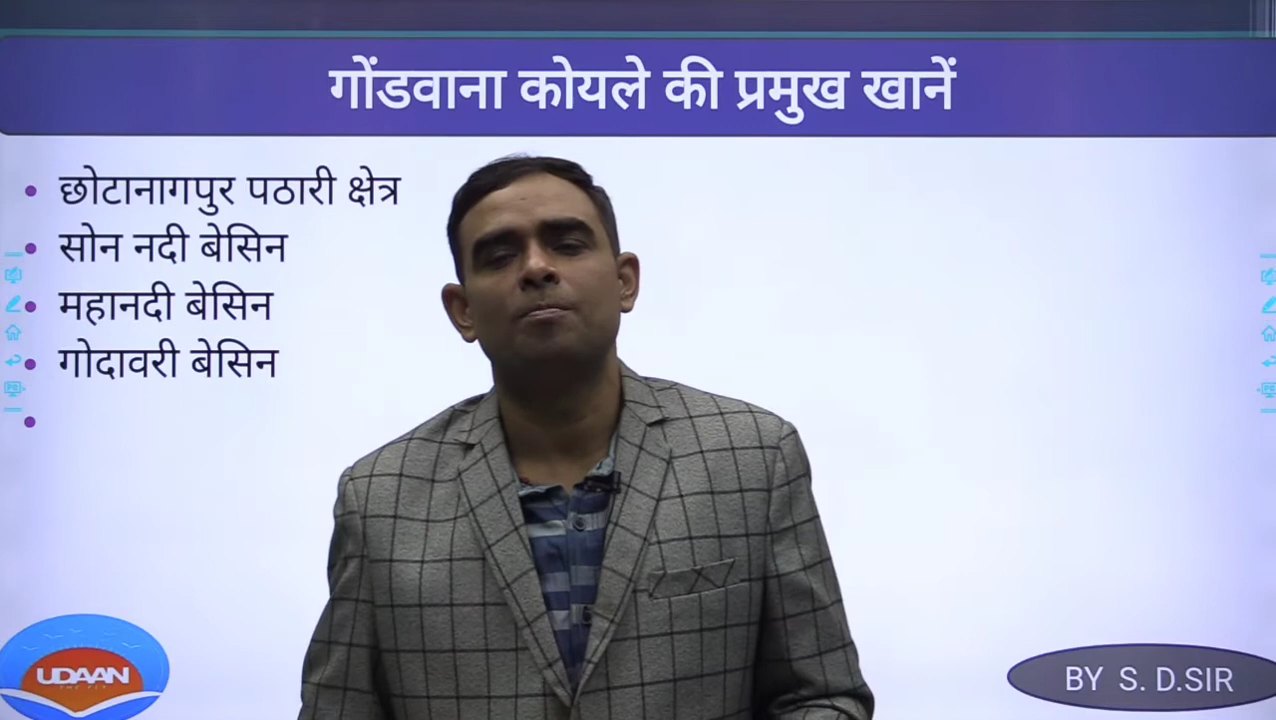 गोंडवाना कोयले की प्रमुख खानें
छोटानागपुर पठारी क्षेत्र
सोन नदी बेसिन
महानदी बेसिन
गोदावरी बेसिन
UDAAN
BY S. D.SIR